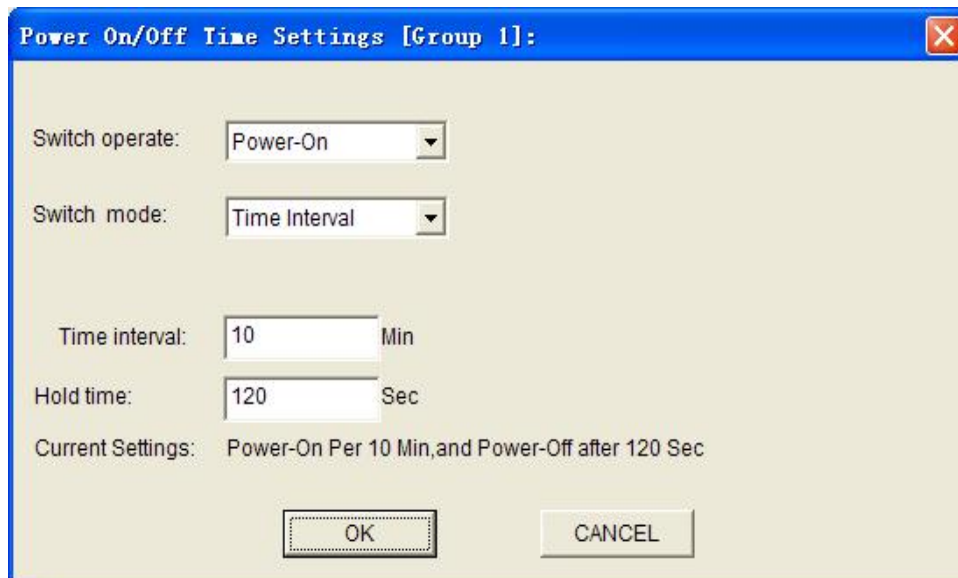 Power On/Off Time Settings [Group 1]:
Switch operate: Power-On
Switch mode: Time Interval
Time interval: 10 Min
Hold time: 120 Sec
Current Settings: Power-On Per 10 Min,and Power-Off after 120 Sec
OK CANCEL